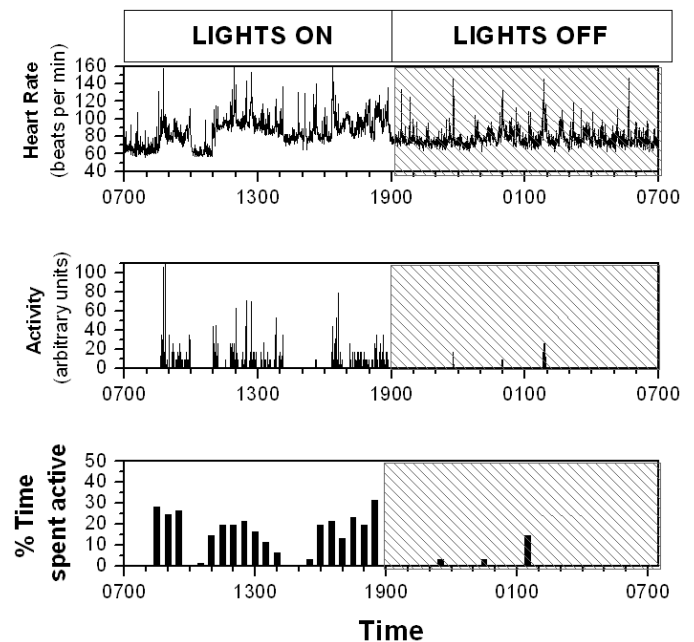 LIGHTS ON LIGHTS OFF
Heart Rate
(beats per min)
160
140
120
100
80
60
40
0700 1300 1900 0100 0700
Activity
(arbitrary units)
100
80
60
40
20
0
0700 1300 1900 0100 0700
% Time
spent active
50
40
30
20
10
0
0700 1300 1900 0100 0700
Time